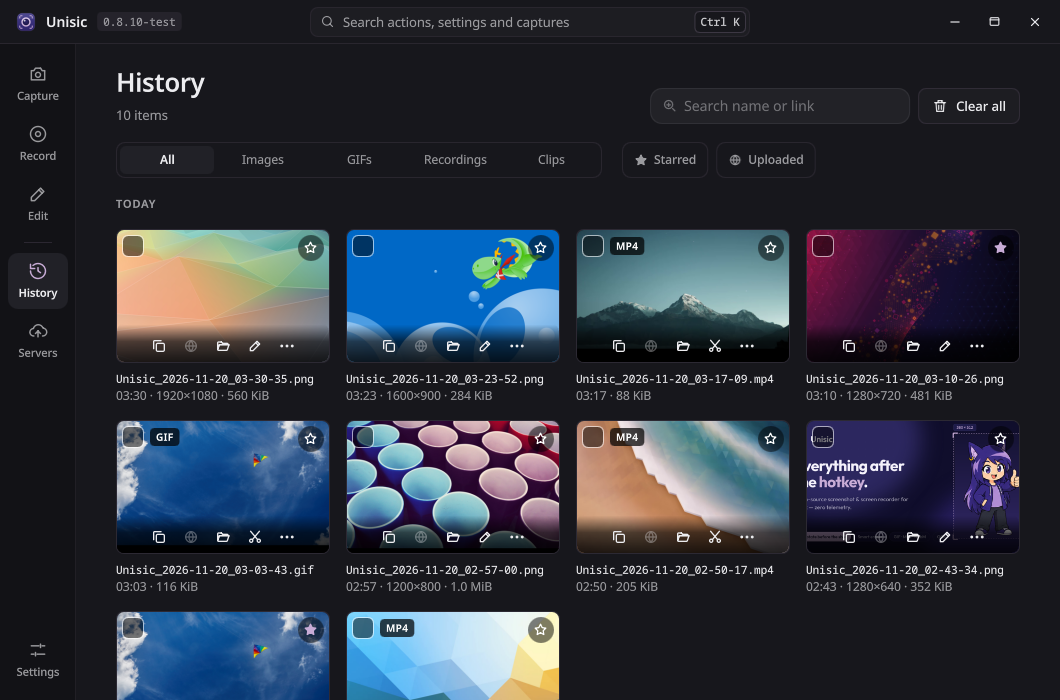 Unisic 0.8.10-test
Search actions, settings and captures Ctrl K
Capture
Record
Edit
History
Servers
Settings
History
10 items
Search name or link
Clear all
All Images GIFs Recordings Clips Starred Uploaded
TODAY
MP4
Unisic_2026-11-20_03-30-35.png
03:30 · 1920×1080 · 560 KiB
Unisic_2026-11-20_03-23-52.png
03:23 · 1600×900 · 284 KiB
Unisic_2026-11-20_03-17-09.mp4
03:17 · 88 KiB
Unisic_2026-11-20_03-10-26.png
03:10 · 1280×720 · 481 KiB
GIF
MP4
Unisic
verything after
hotkey.
-source screenshot & screen recorder for
— zero telemetry.
Unisic_2026-11-20_03-03-43.gif
03:03 · 116 KiB
Unisic_2026-11-20_02-57-00.png
02:57 · 1200×800 · 1.0 MiB
Unisic_2026-11-20_02-50-17.mp4
02:50 · 205 KiB
Unisic_2026-11-20_02-43-34.png
02:43 · 1280×640 · 352 KiB
MP4